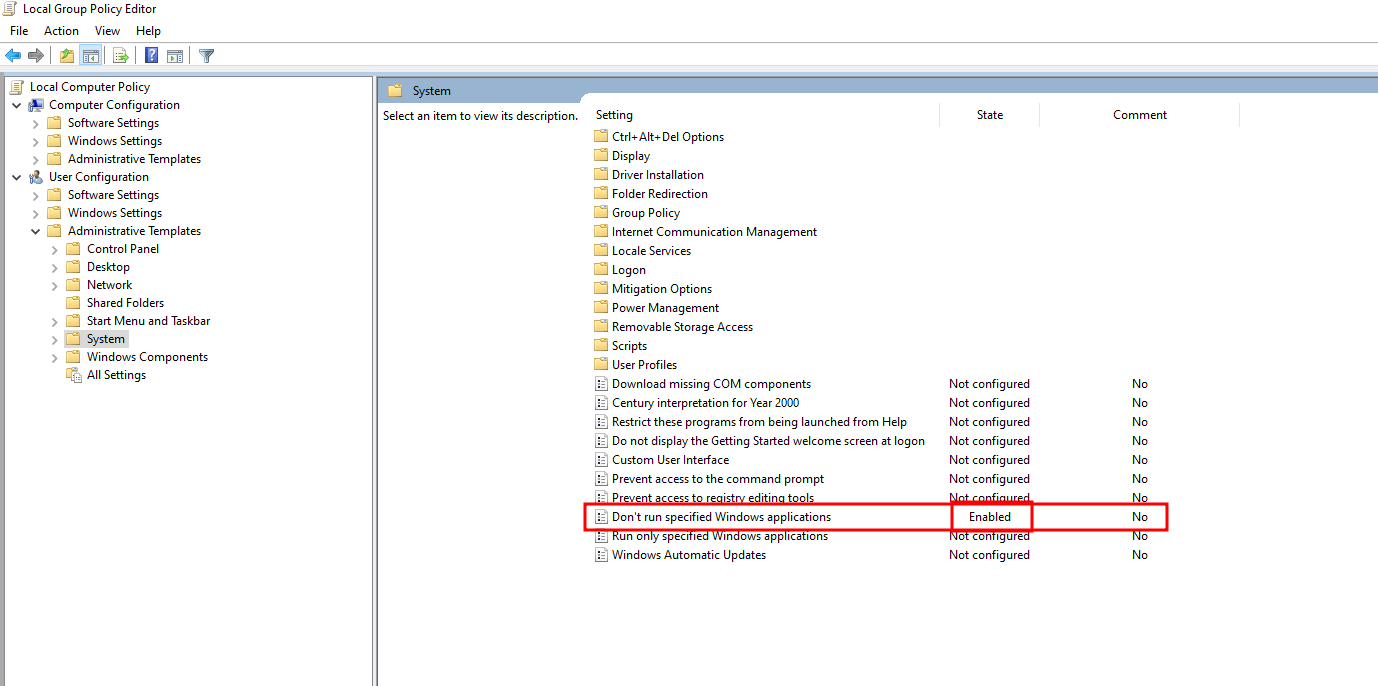 Local Group Policy Editor
File Action View Help
Local Computer Policy
Computer Configuration
Software Settings
Windows Settings
Administrative Templates
User Configuration
Software Settings
Windows Settings
Administrative Templates
Control Panel
Desktop
Network
Shared Folders
Start Menu and Taskbar
System
Windows Components
All Settings
System
Select an item to view its description.
Setting State Comment
Ctrl+Alt+Del Options
Display
Driver Installation
Folder Redirection
Group Policy
Internet Communication Management
Locale Services
Logon
Mitigation Options
Power Management
Removable Storage Access
Scripts
User Profiles
Download missing COM components Not configured No
Century interpretation for Year 2000 Not configured No
Restrict these programs from being launched from Help Not configured No
Do not display the Getting Started welcome screen at logon Not configured No
Custom User Interface Not configured No
Prevent access to the command prompt Not configured No
Prevent access to registry editing tools Not configured No
Don't run specified Windows applications Enabled No
Run only specified Windows applications Not configured No
Windows Automatic Updates Not configured No